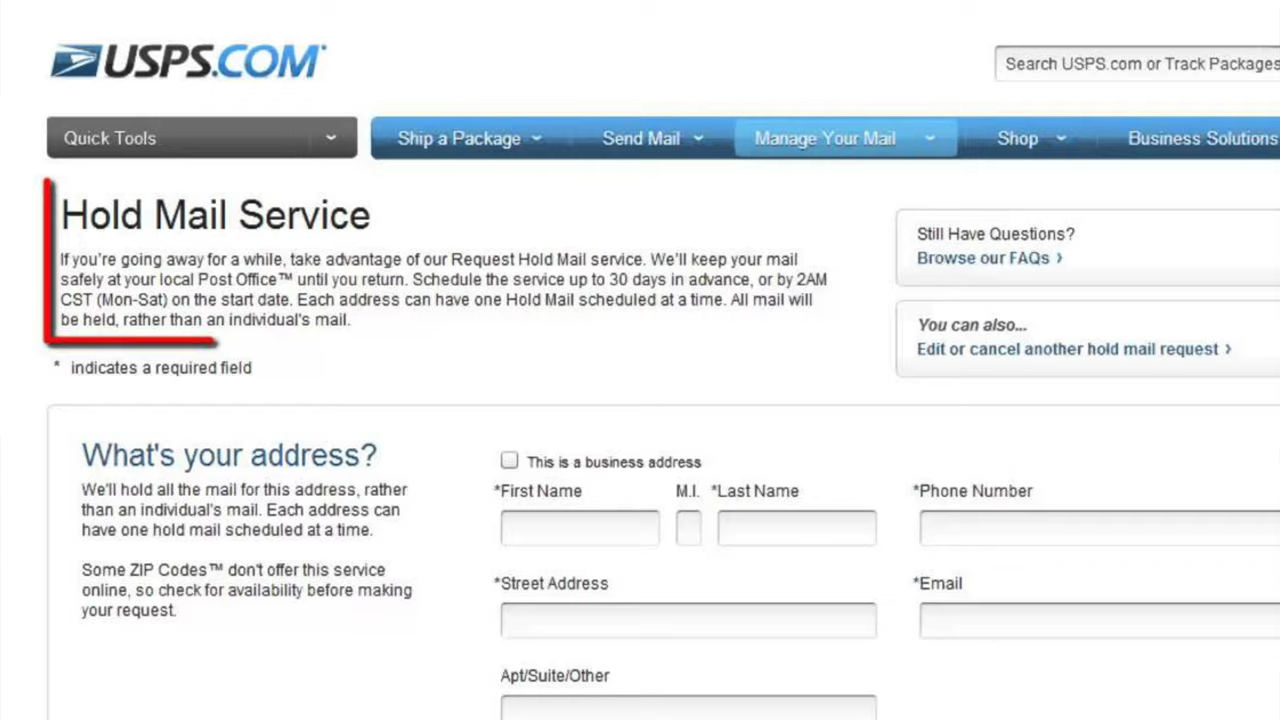 USPS.COM
Search USPS.com or Track Packages
Quick Tools
Ship a Package
Send Mail
Manage Your Mail
Shop
Business Solutions
Hold Mail Service
If you're going away for a while, take advantage of our Request Hold Mail service. We'll keep your mail
safely at your local Post Office™ until you return. Schedule the service up to 30 days in advance, or by 2AM
CST (Mon-Sat) on the start date. Each address can have one Hold Mail scheduled at a time. All mail will
be held, rather than an individual's mail.
Still Have Questions?
Browse our FAQs ›
You can also...
Edit or cancel another hold mail request ›
* indicates a required field
What's your address?
We'll hold all the mail for this address, rather
than an individual's mail. Each address can
have one hold mail scheduled at a time.
Some ZIP Codes™ don't offer this service
online, so check for availability before making
your request.
This is a business address
*First Name
M.I.
*Last Name
*Phone Number
*Street Address
*Email
Apt/Suite/Other